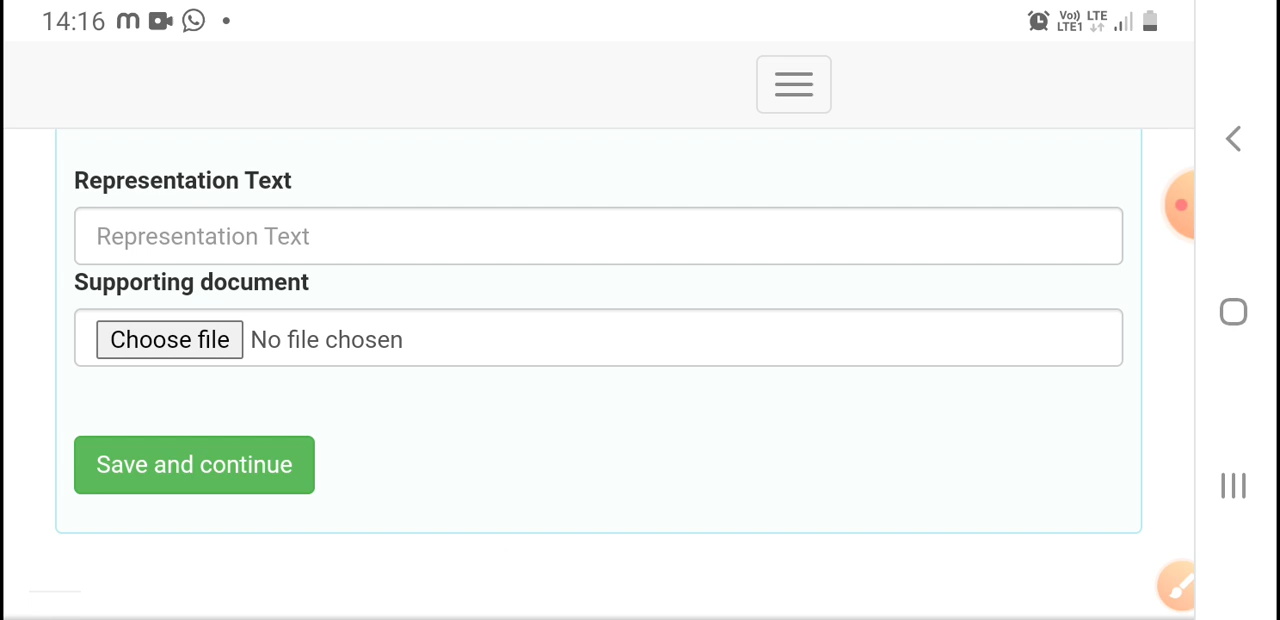 14:16
Vo)) LTE
LTE1
Representation Text
Representation Text
Supporting document
Choose file No file chosen
Save and continue